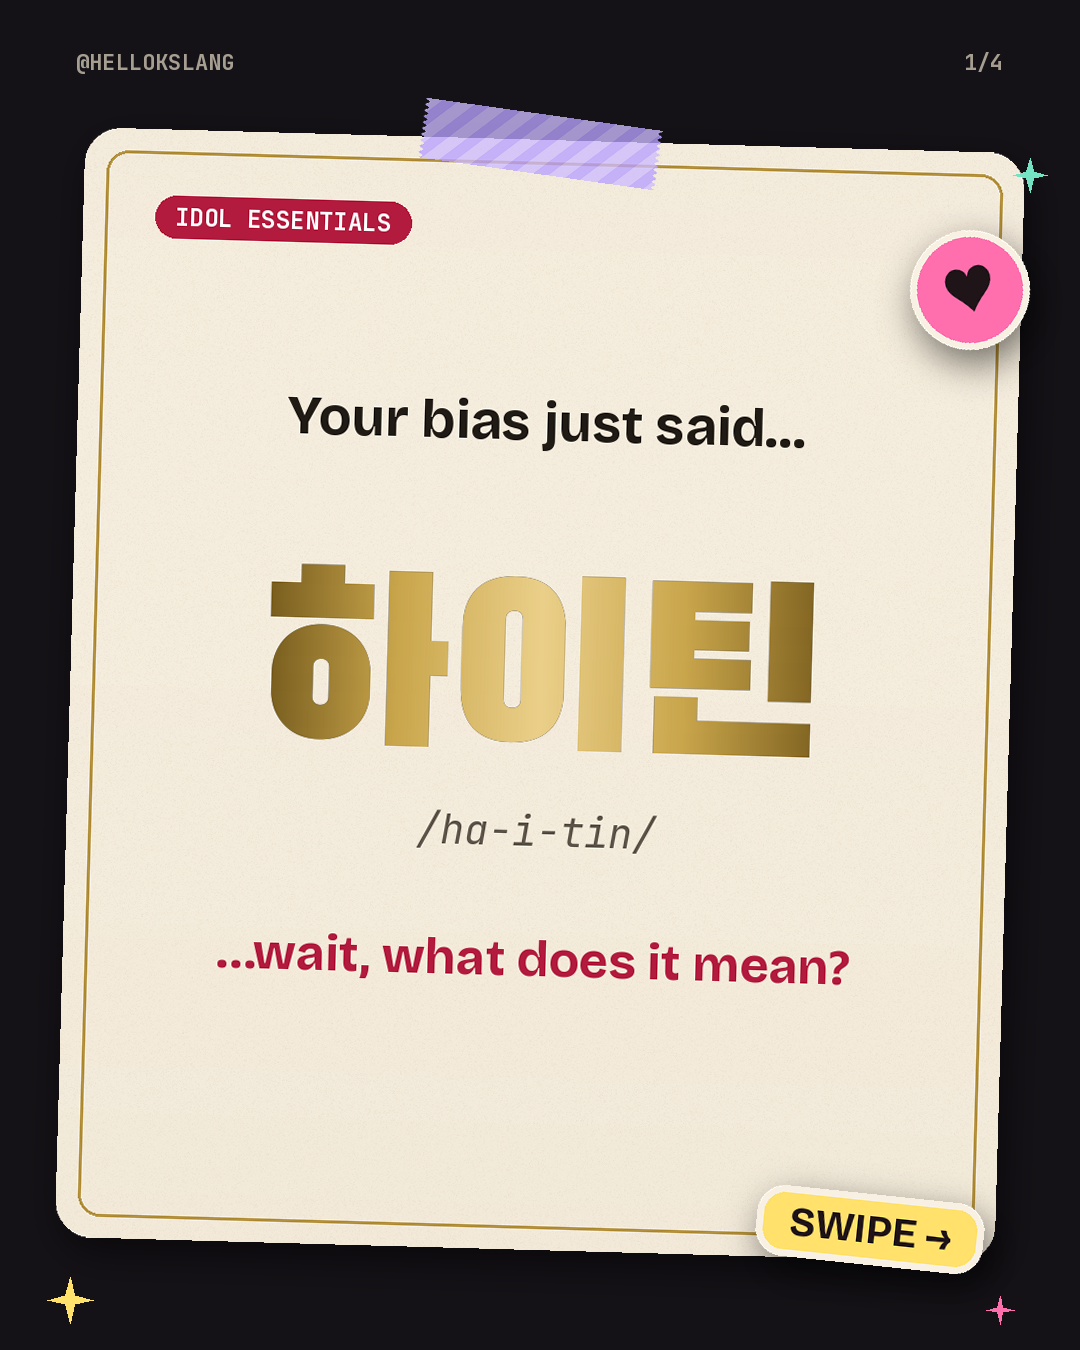 @HELLOKSLANG
1/4
IDOL ESSENTIALS
Your bias just said...
하이틴
/ha-i-tin/
...wait, what does it mean?
SWIPE →